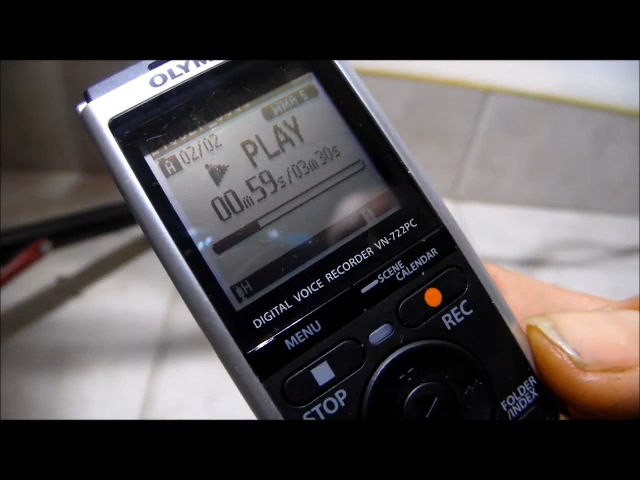 OLYM
A 02/02
PLAY
00m59s/03m30s
H
DIGITAL VOICE RECORDER VN-722PC
SCENE
CALENDAR
MENU
REC
STOP
FOLDER
/INDEX